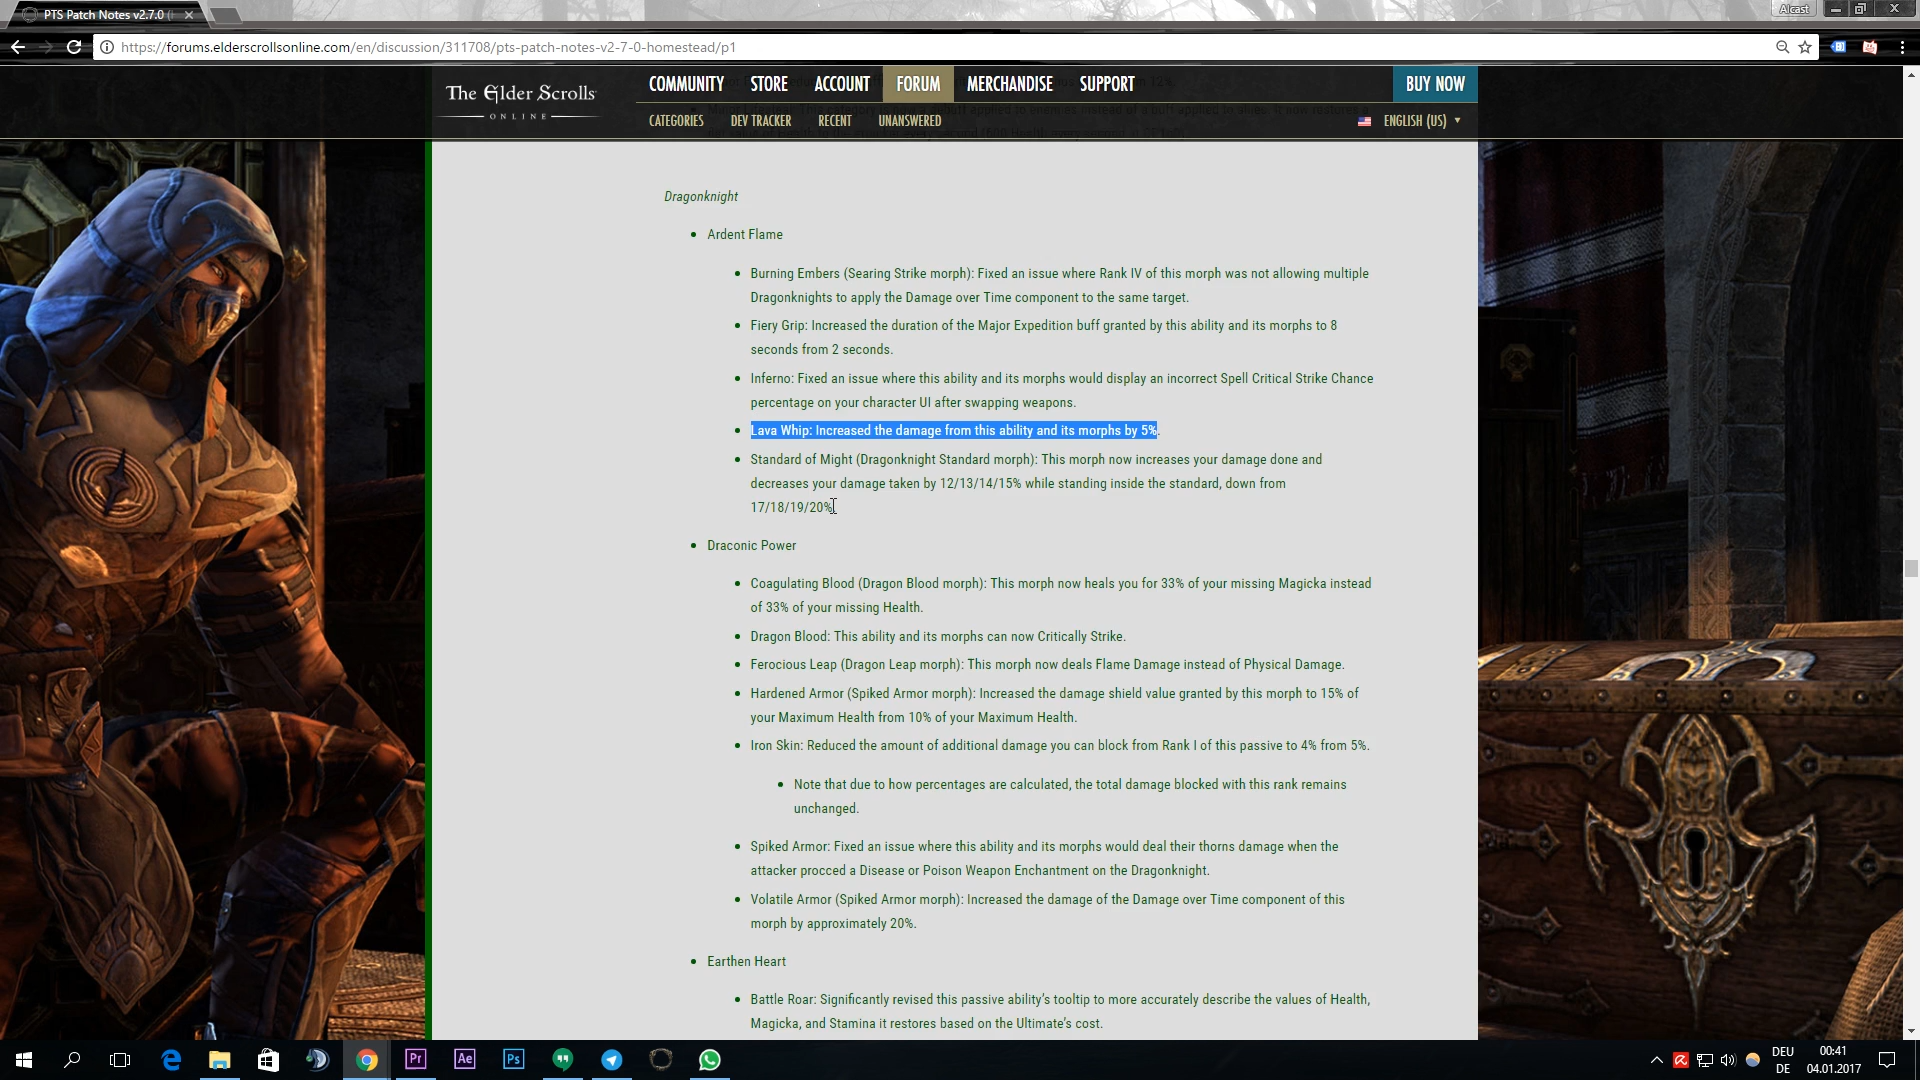 PTS Patch Notes v2.7.0 (
Alcast
https://forums.elderscrollsonline.com/en/discussion/311708/pts-patch-notes-v2-7-0-homestead/p1
The Elder Scrolls
ONLINE
COMMUNITY STORE ACCOUNT FORUM MERCHANDISE SUPPORT
BUY NOW
CATEGORIES DEV TRACKER RECENT UNANSWERED
ENGLISH (US)
Dragonknight
• Ardent Flame
• Burning Embers (Searing Strike morph): Fixed an issue where Rank IV of this morph was not allowing multiple
Dragonknights to apply the Damage over Time component to the same target.
• Fiery Grip: Increased the duration of the Major Expedition buff granted by this ability and its morphs to 8
seconds from 2 seconds.
• Inferno: Fixed an issue where this ability and its morphs would display an incorrect Spell Critical Strike Chance
percentage on your character UI after swapping weapons.
• Lava Whip: Increased the damage from this ability and its morphs by 5%.
• Standard of Might (Dragonknight Standard morph): This morph now increases your damage done and
decreases your damage taken by 12/13/14/15% while standing inside the standard, down from
17/18/19/20%.
• Draconic Power
• Coagulating Blood (Dragon Blood morph): This morph now heals you for 33% of your missing Magicka instead
of 33% of your missing Health.
• Dragon Blood: This ability and its morphs can now Critically Strike.
• Ferocious Leap (Dragon Leap morph): This morph now deals Flame Damage instead of Physical Damage.
• Hardened Armor (Spiked Armor morph): Increased the damage shield value granted by this morph to 15% of
your Maximum Health from 10% of your Maximum Health.
• Iron Skin: Reduced the amount of additional damage you can block from Rank I of this passive to 4% from 5%.
• Note that due to how percentages are calculated, the total damage blocked with this rank remains
unchanged.
• Spiked Armor: Fixed an issue where this ability and its morphs would deal their thorns damage when the
attacker procced a Disease or Poison Weapon Enchantment on the Dragonknight.
• Volatile Armor (Spiked Armor morph): Increased the damage of the Damage over Time component of this
morph by approximately 20%.
• Earthen Heart
• Battle Roar: Significantly revised this passive ability's tooltip to more accurately describe the values of Health,
Magicka, and Stamina it restores based on the Ultimate's cost.
Pr Ae Ps
DEU
DE
00:41
04.01.2017